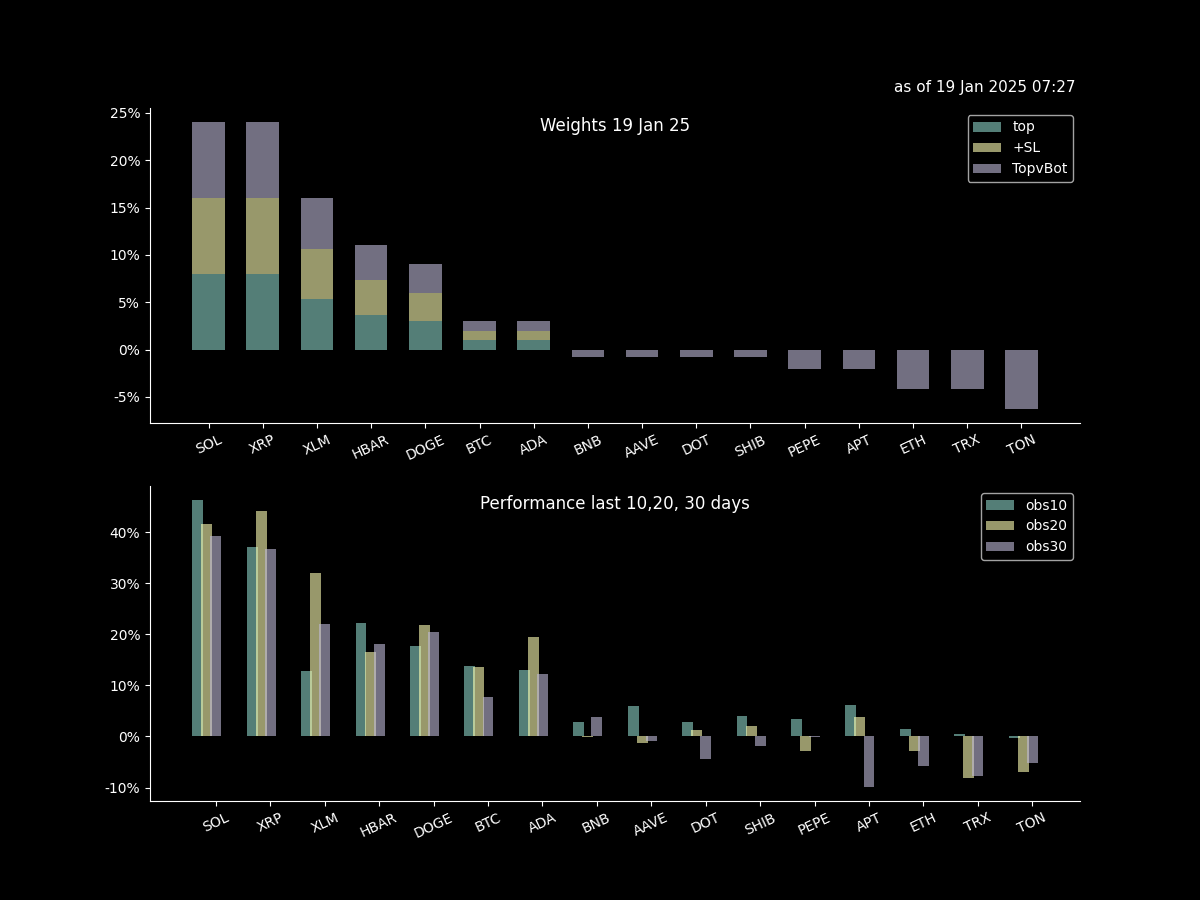 as of 19 Jan 2025 07:27
Weights 19 Jan 25
top
+SL
TopvBot
25%
20%
15%
10%
5%
0%
-5%
SOL XRP XLM HBAR DOGE BTC ADA BNB AAVE DOT SHIB PEPE APT ETH TRX TON
Performance last 10,20, 30 days
obs10
obs20
obs30
40%
30%
20%
10%
0%
-10%
SOL XRP XLM HBAR DOGE BTC ADA BNB AAVE DOT SHIB PEPE APT ETH TRX TON